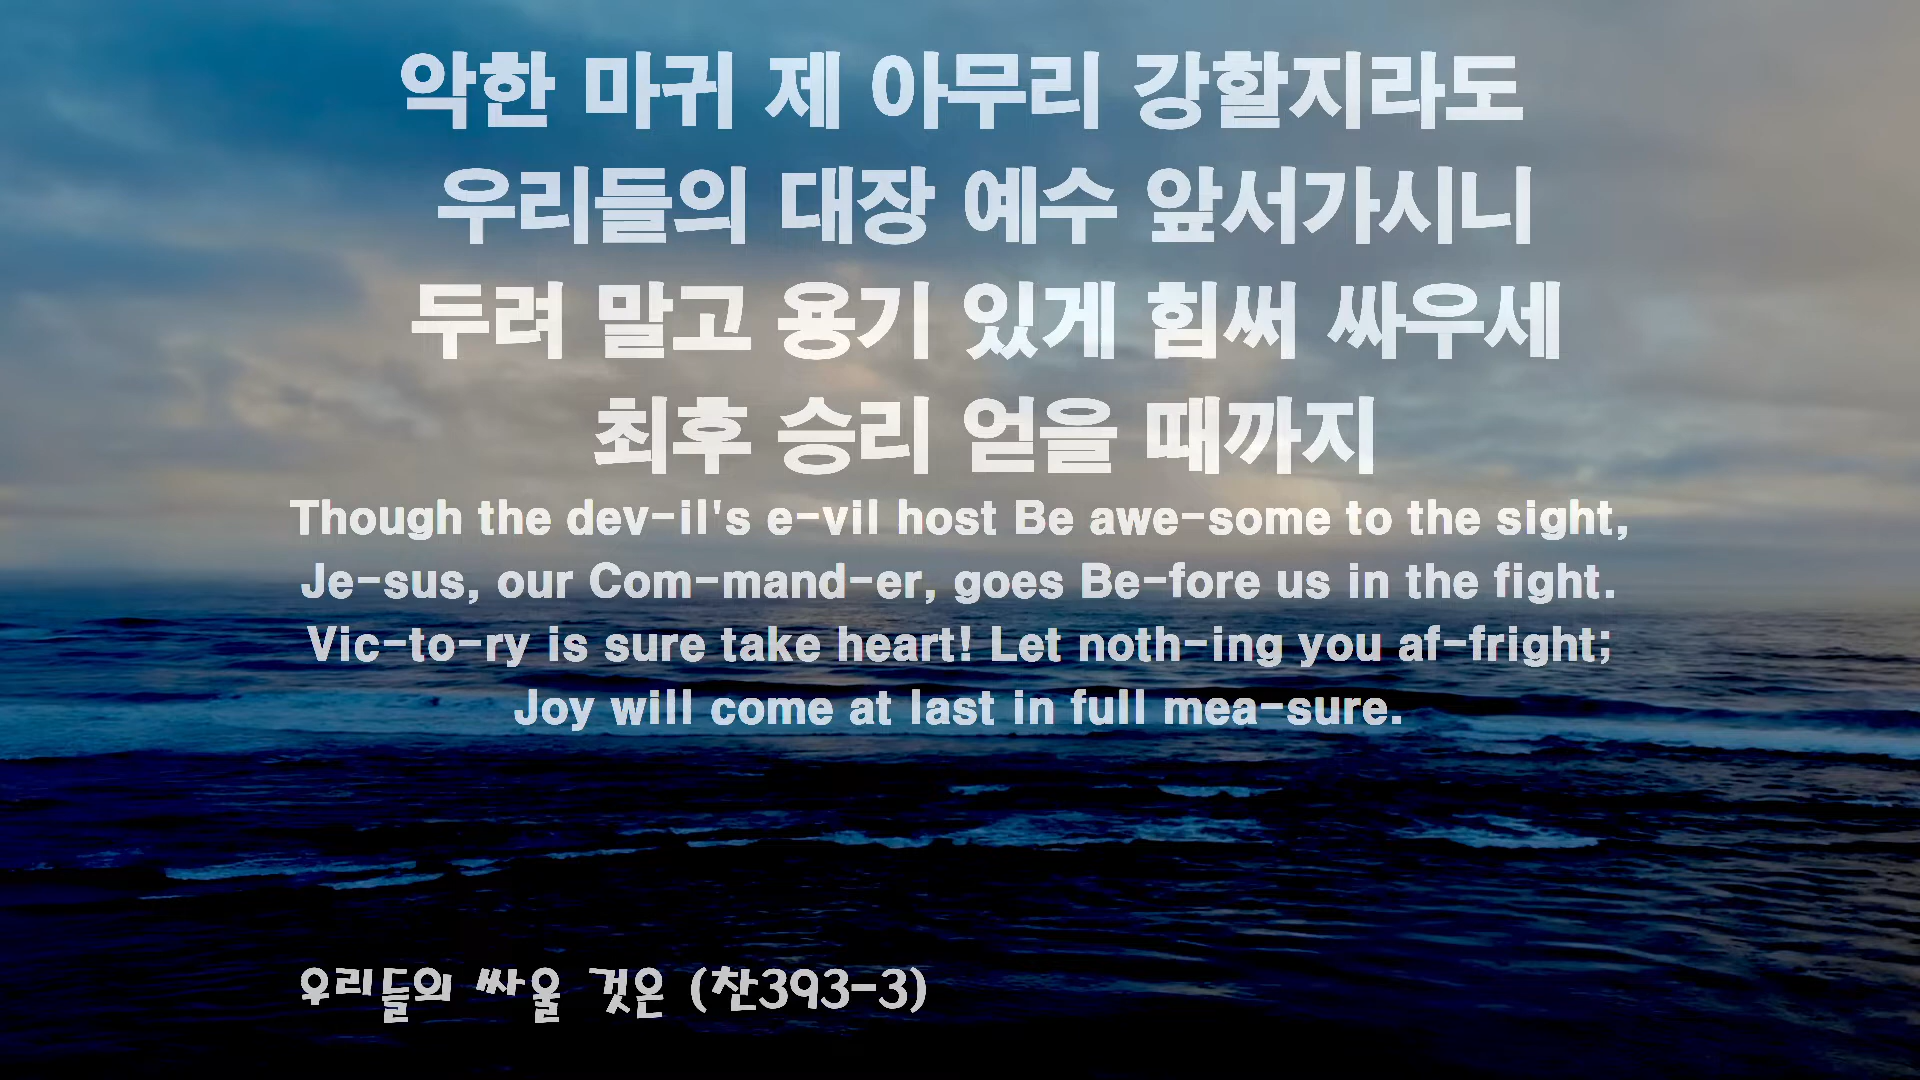 악한 마귀 제 아무리 강할지라도
우리들의 대장 예수 앞서가시니
두려 말고 용기 있게 힘써 싸우세
최후 승리 얻을 때까지
Though the dev-il's e-vil host Be awe-some to the sight,
Je-sus, our Com-mand-er, goes Be-fore us in the fight.
Vic-to-ry is sure take heart! Let noth-ing you af-fright;
Joy will come at last in full mea-sure.
우리들의 싸울 것은 (찬393-3)